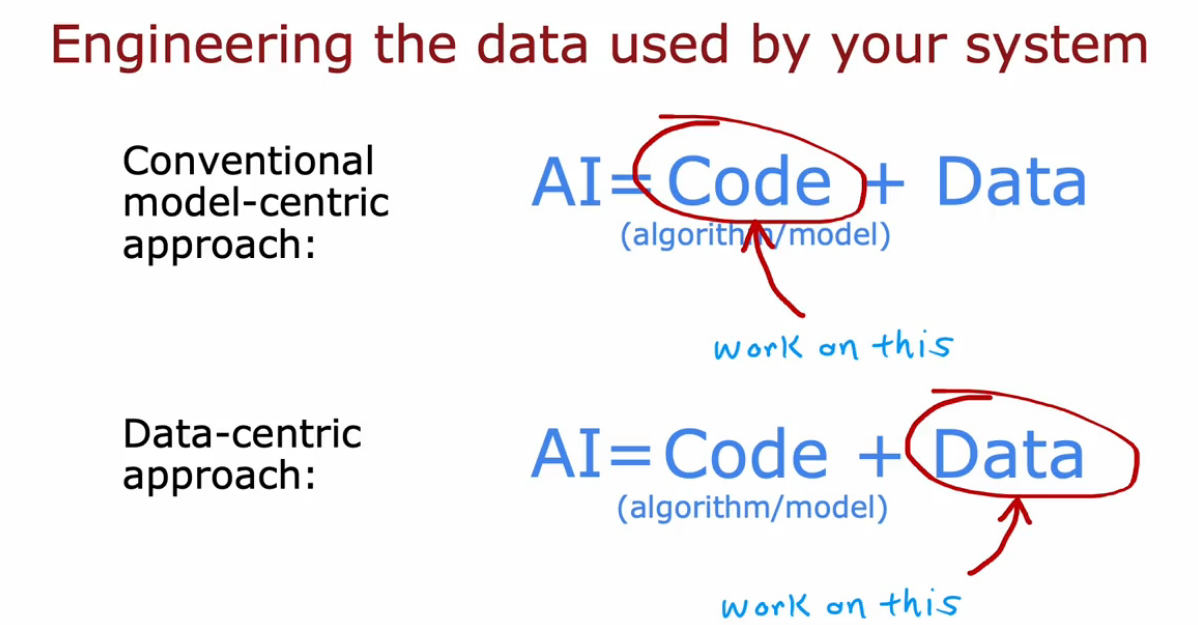 Engineering the data used by your system
Conventional
model-centric
approach:
AI= Code + Data
(algorithm/model)
work on this
Data-centric
approach:
AI= Code + Data
(algorithm/model)
work on this